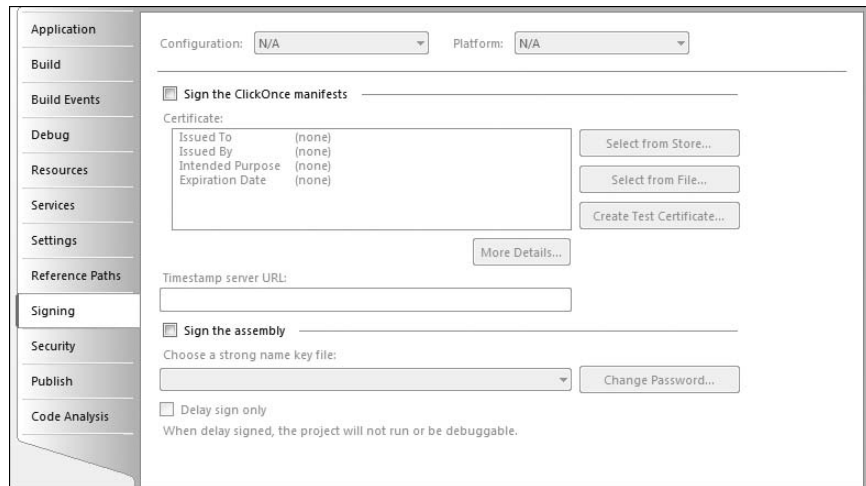 Application
Build
Build Events
Debug
Resources
Services
Settings
Reference Paths
Signing
Security
Publish
Code Analysis
Configuration: N/A Platform: N/A
Sign the ClickOnce manifests
Certificate:
Issued To (none)
Issued By (none)
Intended Purpose (none)
Expiration Date (none)
Select from Store...
Select from File...
Create Test Certificate...
More Details...
Timestamp server URL:
Sign the assembly
Choose a strong name key file:
Change Password...
Delay sign only
When delay signed, the project will not run or be debuggable.